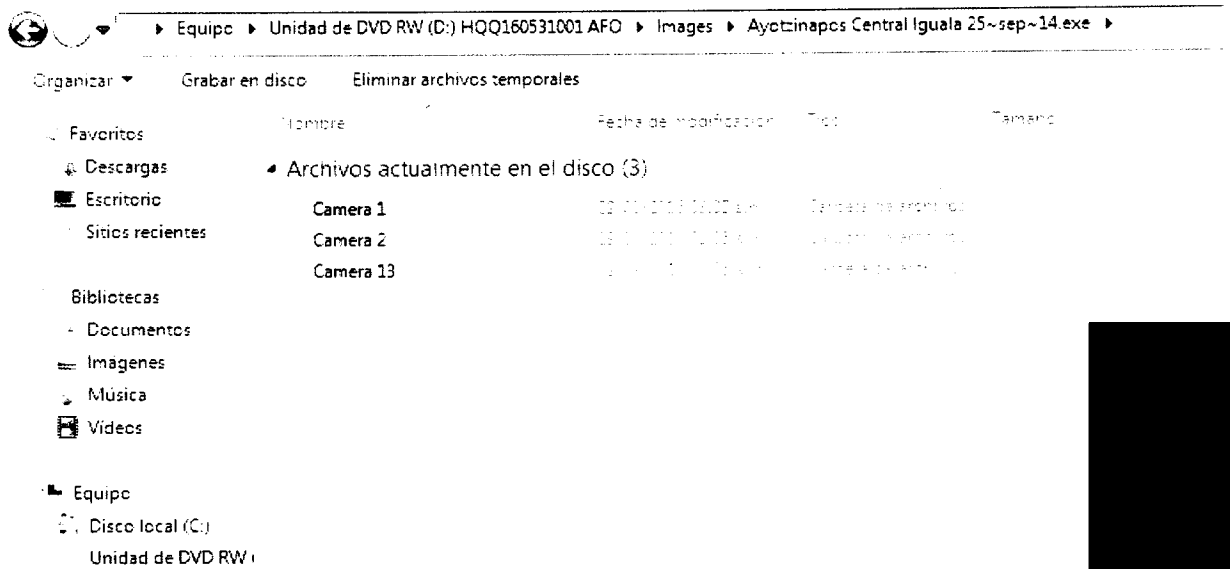 Equipo ▸ Unidad de DVD RW (D:) HQQ160531001 AFO ▸ Images ▸ Ayotzinapos Central Iguala 25~sep~14.exe ▸
Organizar Grabar en disco Eliminar archivos temporales
Nombre Fecha de modificación Tipo Tamaño
Favoritos
Descargas
Escritorio
Sitios recientes
Bibliotecas
Documentos
Imágenes
Música
Vídeos
Equipo
Disco local (C:)
Unidad de DVD RW (
Archivos actualmente en el disco (3)
Camera 1
Camera 2
Camera 13